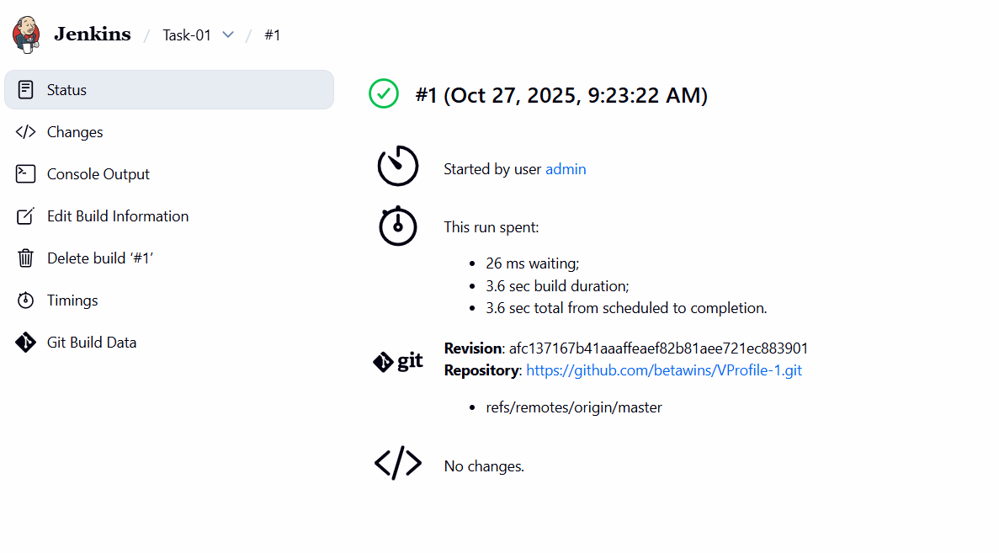 Jenkins / Task-01 / #1
Status
Changes
Console Output
Edit Build Information
Delete build ‘#1’
Timings
Git Build Data
#1 (Oct 27, 2025, 9:23:22 AM)
Started by user admin
This run spent:
• 26 ms waiting;
• 3.6 sec build duration;
• 3.6 sec total from scheduled to completion.
git
Revision: afc137167b41aaaffeaef82b81aee721ec883901
Repository: https://github.com/betawins/VProfile-1.git
• refs/remotes/origin/master
No changes.